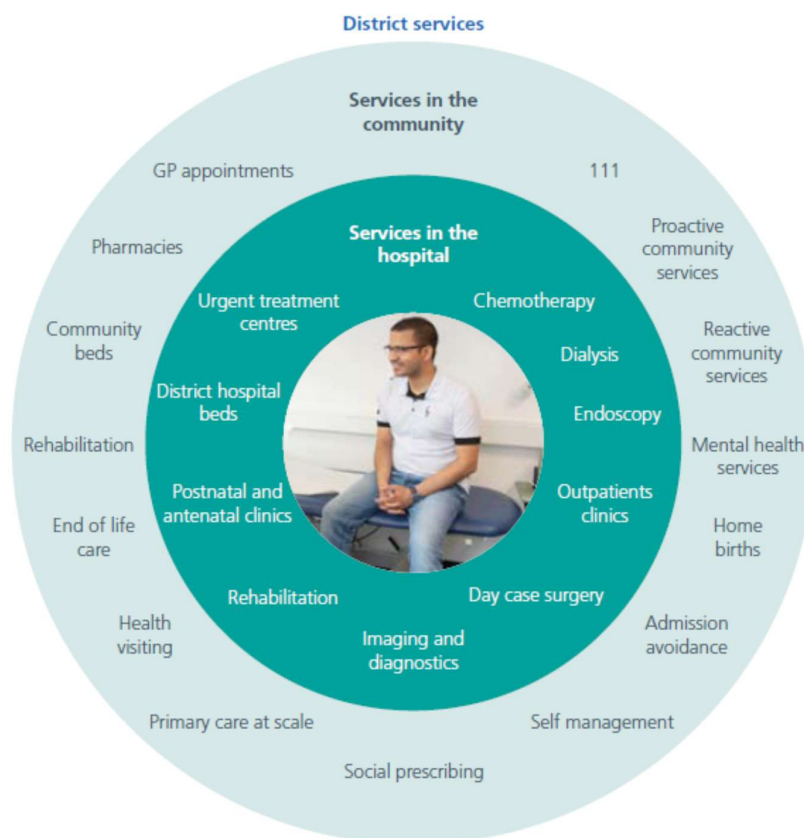 District services
Services in the
community
GP appointments
111
Pharmacies
Proactive
community
services
Community
beds
Reactive
community
services
Rehabilitation
Mental health
services
End of life
care
Home
births
Health
visiting
Admission
avoidance
Primary care at scale
Self management
Social prescribing
Services in the
hospital
Urgent treatment
centres
Chemotherapy
Dialysis
District hospital
beds
Endoscopy
Postnatal and
antenatal clinics
Outpatients
clinics
Rehabilitation
Day case surgery
Imaging and
diagnostics